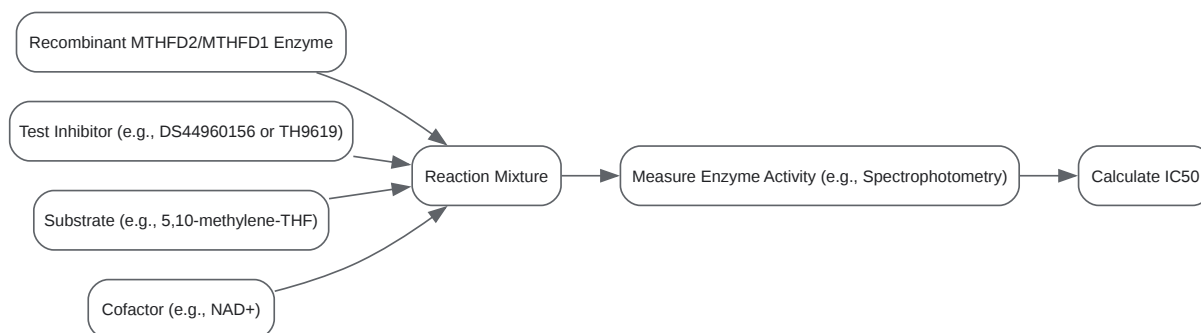 Recombinant MTHFD2/MTHFD1 Enzyme
Test Inhibitor (e.g., DS44960156 or TH9619)
Substrate (e.g., 5,10-methylene-THF)
Cofactor (e.g., NAD+)
Reaction Mixture
Measure Enzyme Activity (e.g., Spectrophotometry)
Calculate IC50